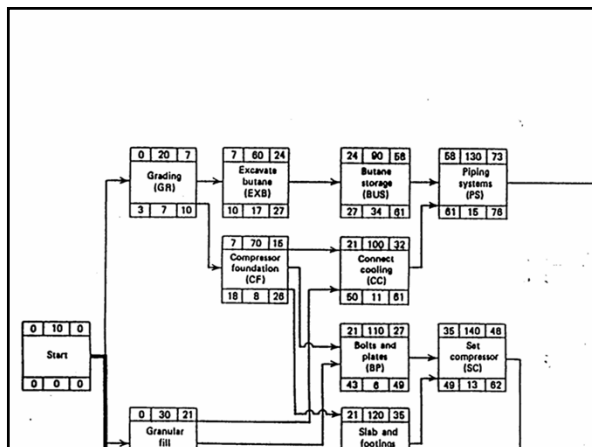 0 20 7
Grading
(GR)
3 7 10
7 60 24
Excavate
butane
(EXB)
10 17 27
24 90 58
Butane
storage
(BUS)
27 34 61
58 130 73
Piping
systems
(PS)
61 15 76
7 70 15
Compressor
foundation
(CF)
18 8 26
21 100 32
Connect
cooling
(CC)
50 11 61
0 10 0
Start
0 0 0
21 110 27
Bolts and
plates
(BP)
43 6 49
35 140 48
Set
compressor
(SC)
49 13 62
0 30 21
Granular
fill
21 120 35
Slab and
footings